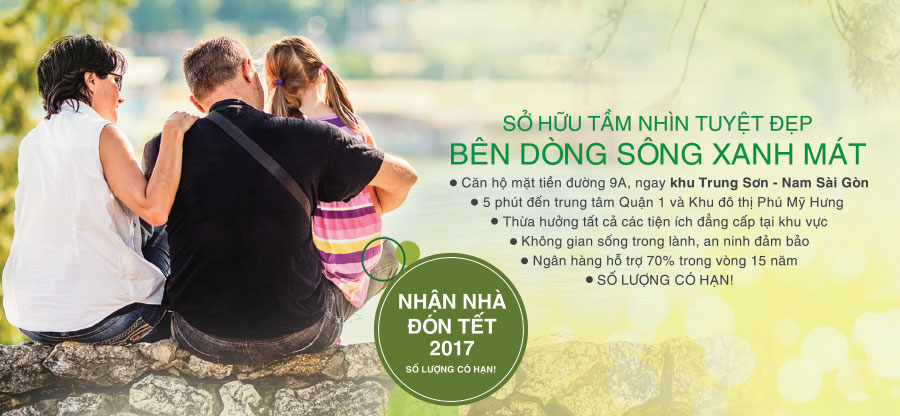 SỞ HỮU TẦM NHÌN TUYỆT ĐẸP
BÊN DÒNG SÔNG XANH MÁT
● Căn hộ mặt tiền đường 9A, ngay khu Trung Sơn - Nam Sài Gòn
● 5 phút đến trung tâm Quận 1 và Khu đô thị Phú Mỹ Hưng
● Thừa hưởng tất cả các tiện ích đẳng cấp tại khu vực
● Không gian sống trong lành, an ninh đảm bảo
● Ngân hàng hỗ trợ 70% trong vòng 15 năm
● SỐ LƯỢNG CÓ HẠN!
NHẬN NHÀ
ĐÓN TẾT
2017
SỐ LƯỢNG CÓ HẠN!